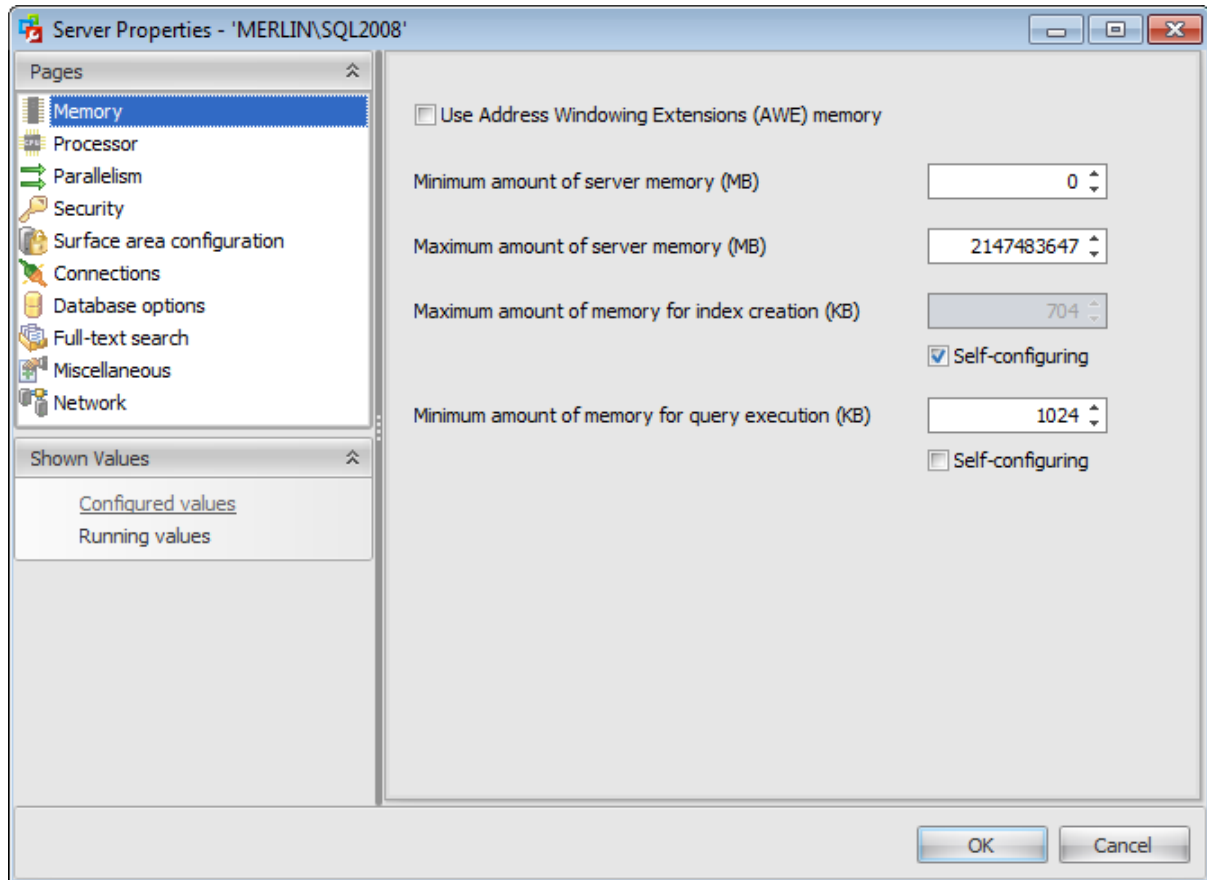 Server Properties - 'MERLIN\SQL2008'
Pages
Memory
Processor
Parallelism
Security
Surface area configuration
Connections
Database options
Full-text search
Miscellaneous
Network
Shown Values
Configured values
Running values
Use Address Windowing Extensions (AWE) memory
Minimum amount of server memory (MB) 0
Maximum amount of server memory (MB) 2147483647
Maximum amount of memory for index creation (KB) 704
Self-configuring
Minimum amount of memory for query execution (KB) 1024
Self-configuring
OK Cancel